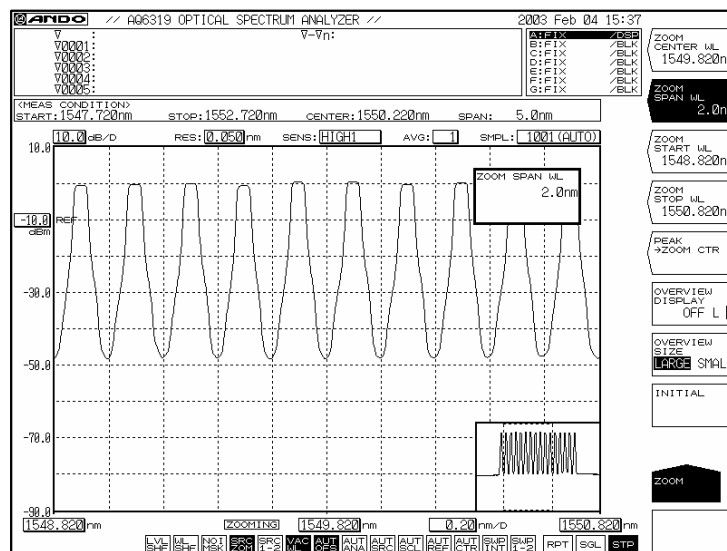 @ANDO // AQ6319 OPTICAL SPECTRUM ANALYZER // 2003 Feb 04 15:37
∇ : ∇-∇n:
∇0001:
∇0002:
∇0003:
∇0004:
∇0005:
A:FIX /DSP
B:FIX /BLK
C:FIX /BLK
D:FIX /BLK
E:FIX /BLK
F:FIX /BLK
G:FIX /BLK
<MEAS CONDITION>
START:1547.720nm STOP:1552.720nm CENTER:1550.220nm SPAN: 5.0nm
10.0 dB/D RES:0.050 nm SENS:HIGH1 AVG: 1 SMPL: 1001(AUTO)
10.0
-10.0 REF
dBm
-30.0
-50.0
-70.0
-90.0
ZOOM SPAN WL
2.0nm
1548.820 nm ZOOMING 1549.820 nm 0.20 nm/D 1550.820 nm
LVL SHF WL SHF NOI MSK SRC ZOM SRC 1-2 VAC WL AUT OFS AUT ANA AUT SRC AUT SCL AUT REF AUT CTR SWP INT SWP 1-2 RPT SGL STP
ZOOM
CENTER WL
1549.820n
ZOOM
SPAN WL
2.0n
ZOOM
START WL
1548.820n
ZOOM
STOP WL
1550.820n
PEAK
→ZOOM CTR
OVERVIEW
DISPLAY
OFF L
OVERVIEW
SIZE
LARGE SMAL
INITIAL
ZOOM